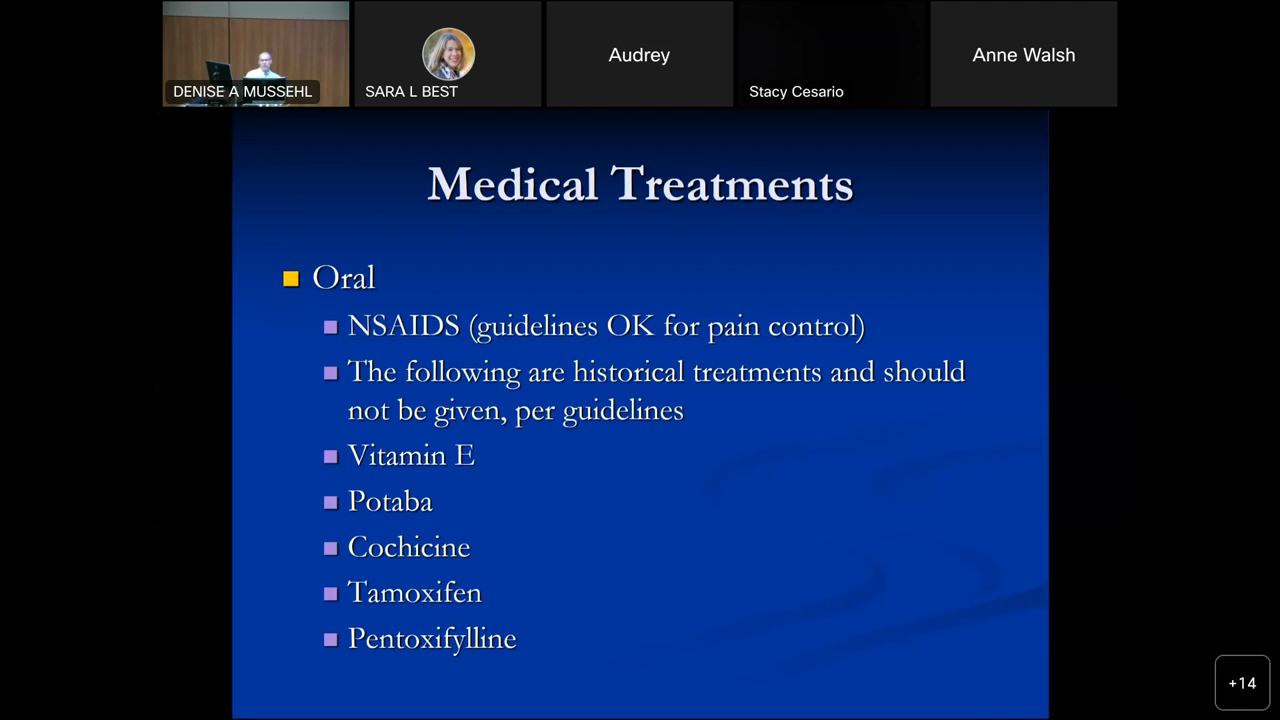 DENISE A MUSSEHL
SARA L BEST
Audrey
Stacy Cesario
Anne Walsh
Medical Treatments
Oral
NSAIDS (guidelines OK for pain control)
The following are historical treatments and should
not be given, per guidelines
Vitamin E
Potaba
Cochicine
Tamoxifen
Pentoxifylline
+14